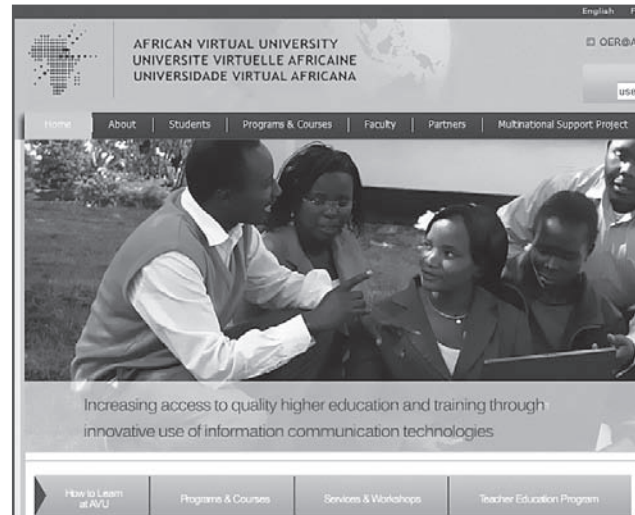 English F
AFRICAN VIRTUAL UNIVERSITY
UNIVERSITE VIRTUELLE AFRICAINE
UNIVERSIDADE VIRTUAL AFRICANA
OER@A
use
Home About Students Programs & Courses Faculty Partners Multinational Support Project
Increasing access to quality higher education and training through
innovative use of information communication technologies
How to Learn
at AVU
Programs & Courses Services & Workshops Teacher Education Program